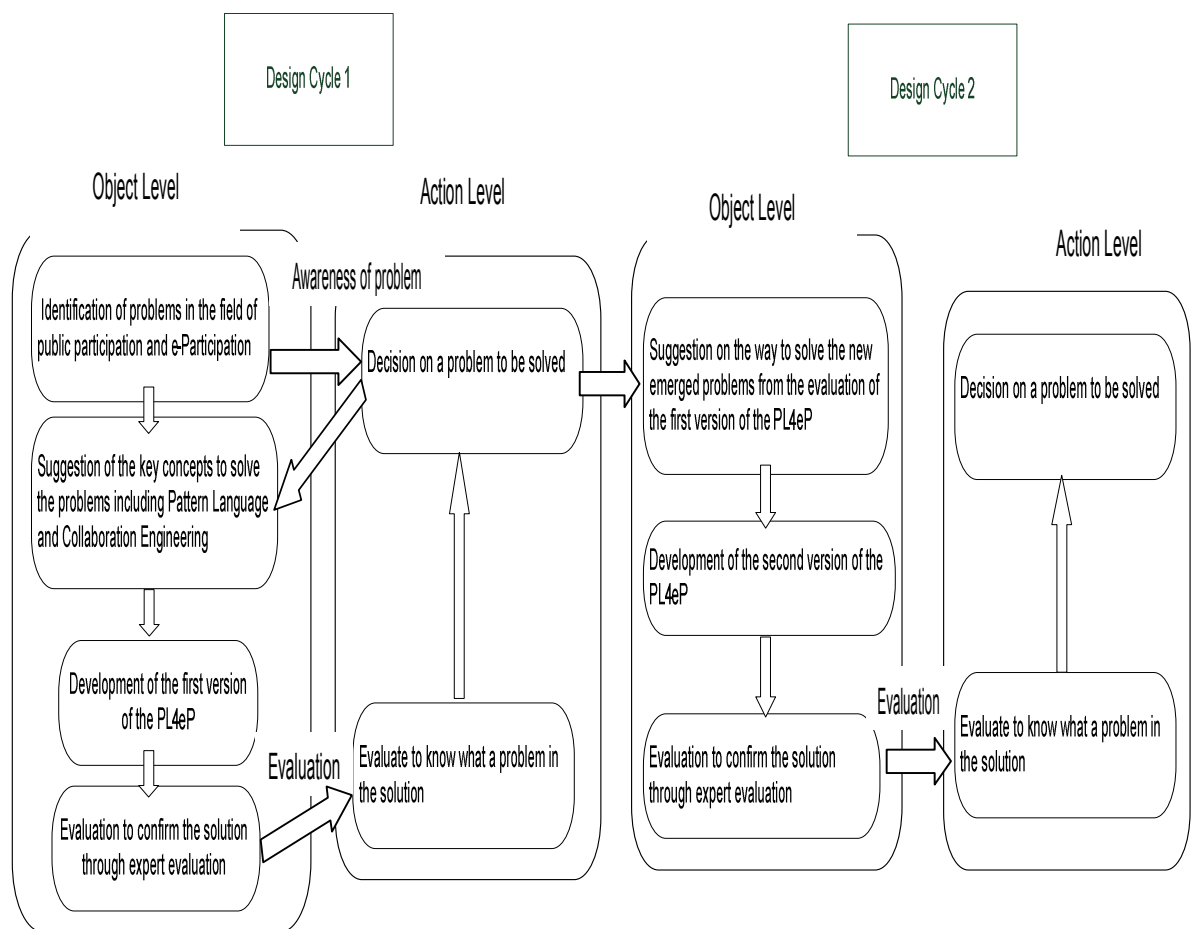 Design Cycle 1
Design Cycle 2
Object Level
Action Level
Object Level
Action Level
Identification of problems in the field of
public participation and e-Participation
Awareness of problem
Decision on a problem to be solved
Suggestion of the key concepts to solve
the problems including Pattern Language
and Collaboration Engineering
Development of the first version
of the PL4eP
Evaluation to confirm the solution
through expert evaluation
Evaluation
Evaluate to know what a problem in
the solution
Suggestion on the way to solve the new
emerged problems from the evaluation of
the first version of the PL4eP
Development of the second version of the
PL4eP
Evaluation to confirm the solution
through expert evaluation
Evaluation
Decision on a problem to be solved
Evaluate to know what a problem in
the solution